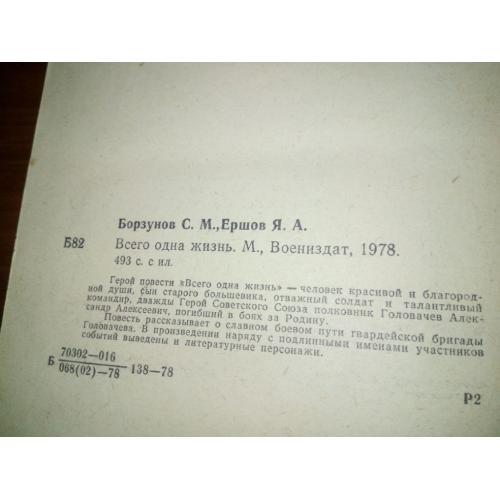 Борзунов С. М., Ершов Я. А.
Б82 Всего одна жизнь. М., Воениздат, 1978.
493 с. с ил.
Герой повести «Всего одна жизнь» — человек красивой и благород-
ной души, сын старого большевика, отважный солдат и талантливый
командир, дважды Герой Советского Союза полковник Головачев Алек-
сандр Алексеевич, погибший в боях за Родину.
Повесть рассказывает о славном боевом пути гвардейской бригады
Головачева. В произведении наряду с подлинными именами участников
событий выведены и литературные персонажи.
Б 70302—016
068(02)—78 138—78
Р2